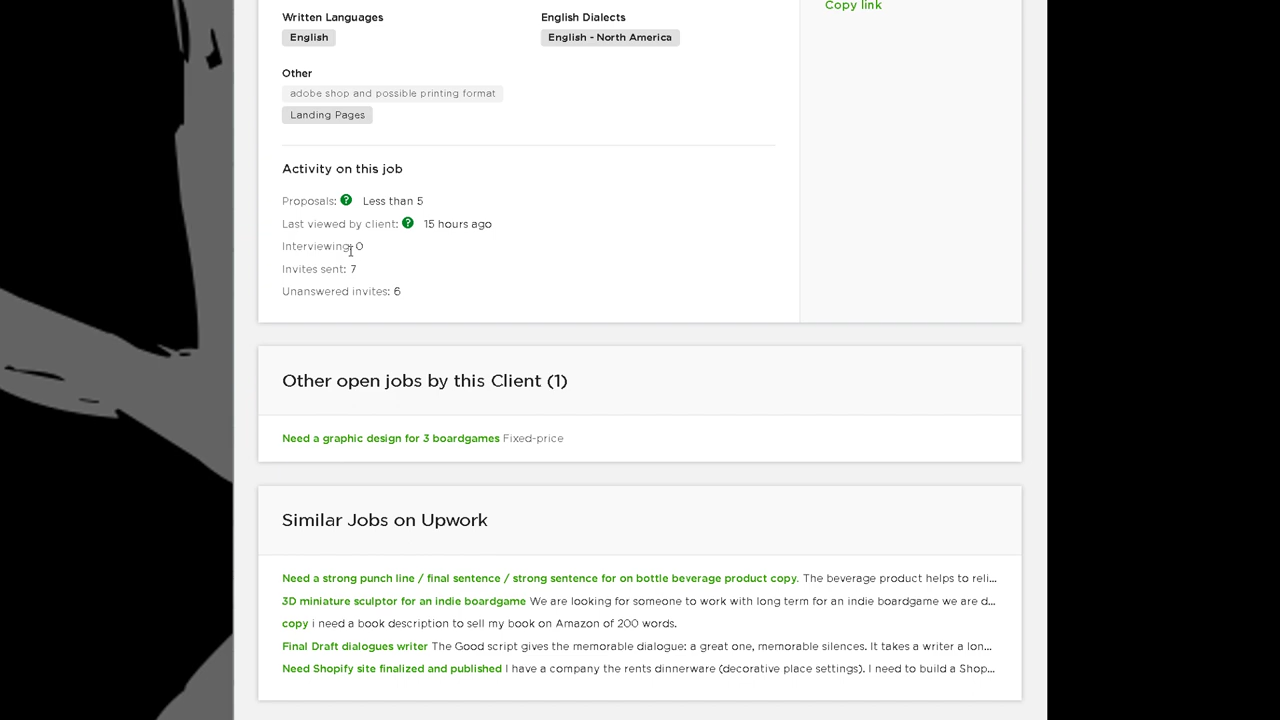 Copy link
Written Languages
English Dialects
English
English - North America
Other
adobe shop and possible printing format
Landing Pages
Activity on this job
Proposals: ? Less than 5
Last viewed by client: ? 15 hours ago
Interviewing: 0
Invites sent: 7
Unanswered invites: 6
Other open jobs by this Client (1)
Need a graphic design for 3 boardgames Fixed-price
Similar Jobs on Upwork
Need a strong punch line / final sentence / strong sentence for on bottle beverage product copy. The beverage product helps to reli...
3D miniature sculptor for an indie boardgame We are looking for someone to work with long term for an indie boardgame we are d...
copy i need a book description to sell my book on Amazon of 200 words.
Final Draft dialogues writer The Good script gives the memorable dialogue: a great one, memorable silences. It takes a writer a lon...
Need Shopify site finalized and published I have a company the rents dinnerware (decorative place settings). I need to build a Shop...